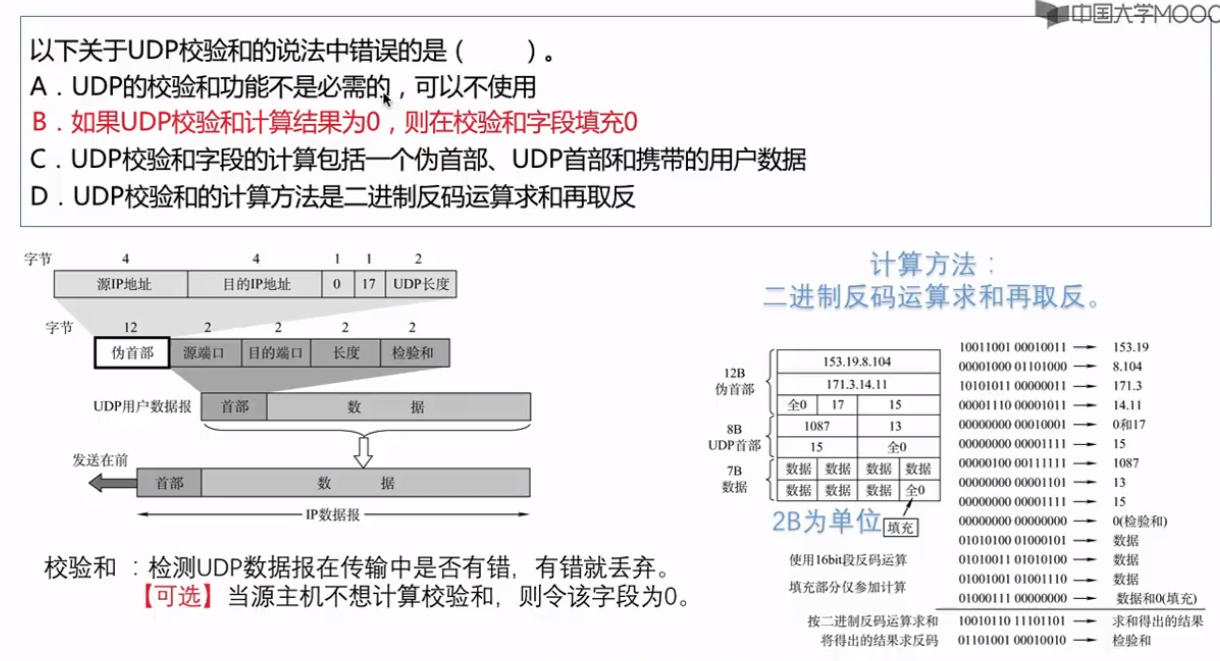 中国大学MOOC
以下关于UDP校验和的说法中错误的是（　　）。
A．UDP的校验和功能不是必需的，可以不使用
B．如果UDP校验和计算结果为0，则在校验和字段填充0
C．UDP校验和字段的计算包括一个伪首部、UDP首部和携带的用户数据
D．UDP校验和的计算方法是二进制反码运算求和再取反
字节 4 4 1 1 2
源IP地址 目的IP地址 0 17 UDP长度
字节 12 2 2 2 2
伪首部 源端口 目的端口 长度 检验和
UDP用户数据报 首部 数 据
发送在前
首部 数 据
IP数据报
校验和 ：检测UDP数据报在传输中是否有错，有错就丢弃。
【可选】当源主机不想计算校验和，则令该字段为0。
计算方法：
二进制反码运算求和再取反。
12B
伪首部
153.19.8.104
171.3.14.11
全0 17 15
8B
UDP首部
1087 13
15 全0
7B
数据
数据 数据 数据 数据
数据 数据 数据 全0
2B为单位
填充
使用16bit段反码运算
填充部分仅参加计算
10011001 00010011 → 153.19
00001000 01101000 → 8.104
10101011 00000011 → 171.3
00001110 00001011 → 14.11
00000000 00010001 → 0和17
00000000 00001111 → 15
00000100 00111111 → 1087
00000000 00001101 → 13
00000000 00001111 → 15
00000000 00000000 → 0(检验和)
01010100 01000101 → 数据
01010011 01010100 → 数据
01001001 01001110 → 数据
01000111 00000000 → 数据和0(填充)
按二进制反码运算求和 10010110 11101101 → 求和得出的结果
将得出的结果求反码 01101001 00010010 → 检验和